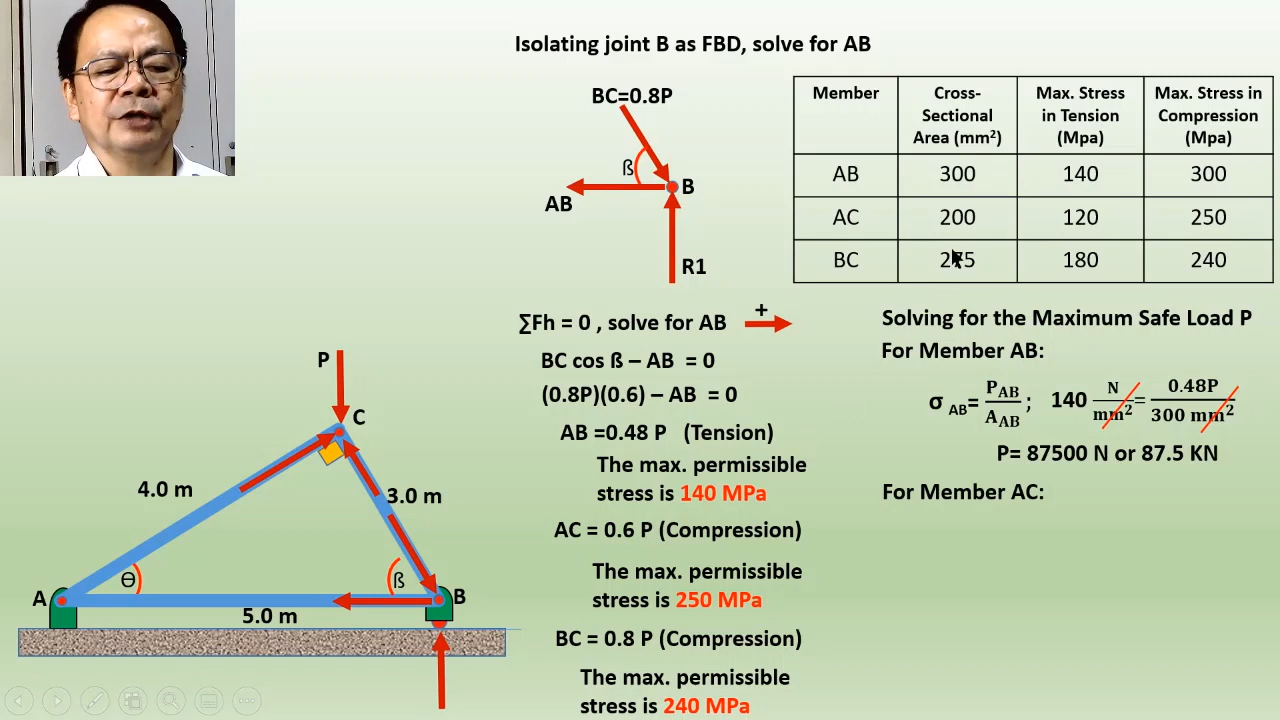 Isolating joint B as FBD, solve for AB
BC=0.8P
ß
B
AB
R1
Member
Cross-Sectional Area (mm²)
Max. Stress in Tension (Mpa)
Max. Stress in Compression (Mpa)
AB 300 140 300
AC 200 120 250
BC 275 180 240
∑Fh = 0 , solve for AB +
BC cos ß – AB = 0
(0.8P)(0.6) – AB = 0
AB =0.48 P (Tension)
The max. permissible
stress is 140 MPa
AC = 0.6 P (Compression)
The max. permissible
stress is 250 MPa
BC = 0.8 P (Compression)
The max. permissible
stress is 240 MPa
Solving for the Maximum Safe Load P
For Member AB:
σ AB= P AB / A AB ; 140 N/mm² = 0.48P / 300 mm²
P= 87500 N or 87.5 KN
For Member AC:
P
C
4.0 m
3.0 m
A
ϴ
ß
B
5.0 m